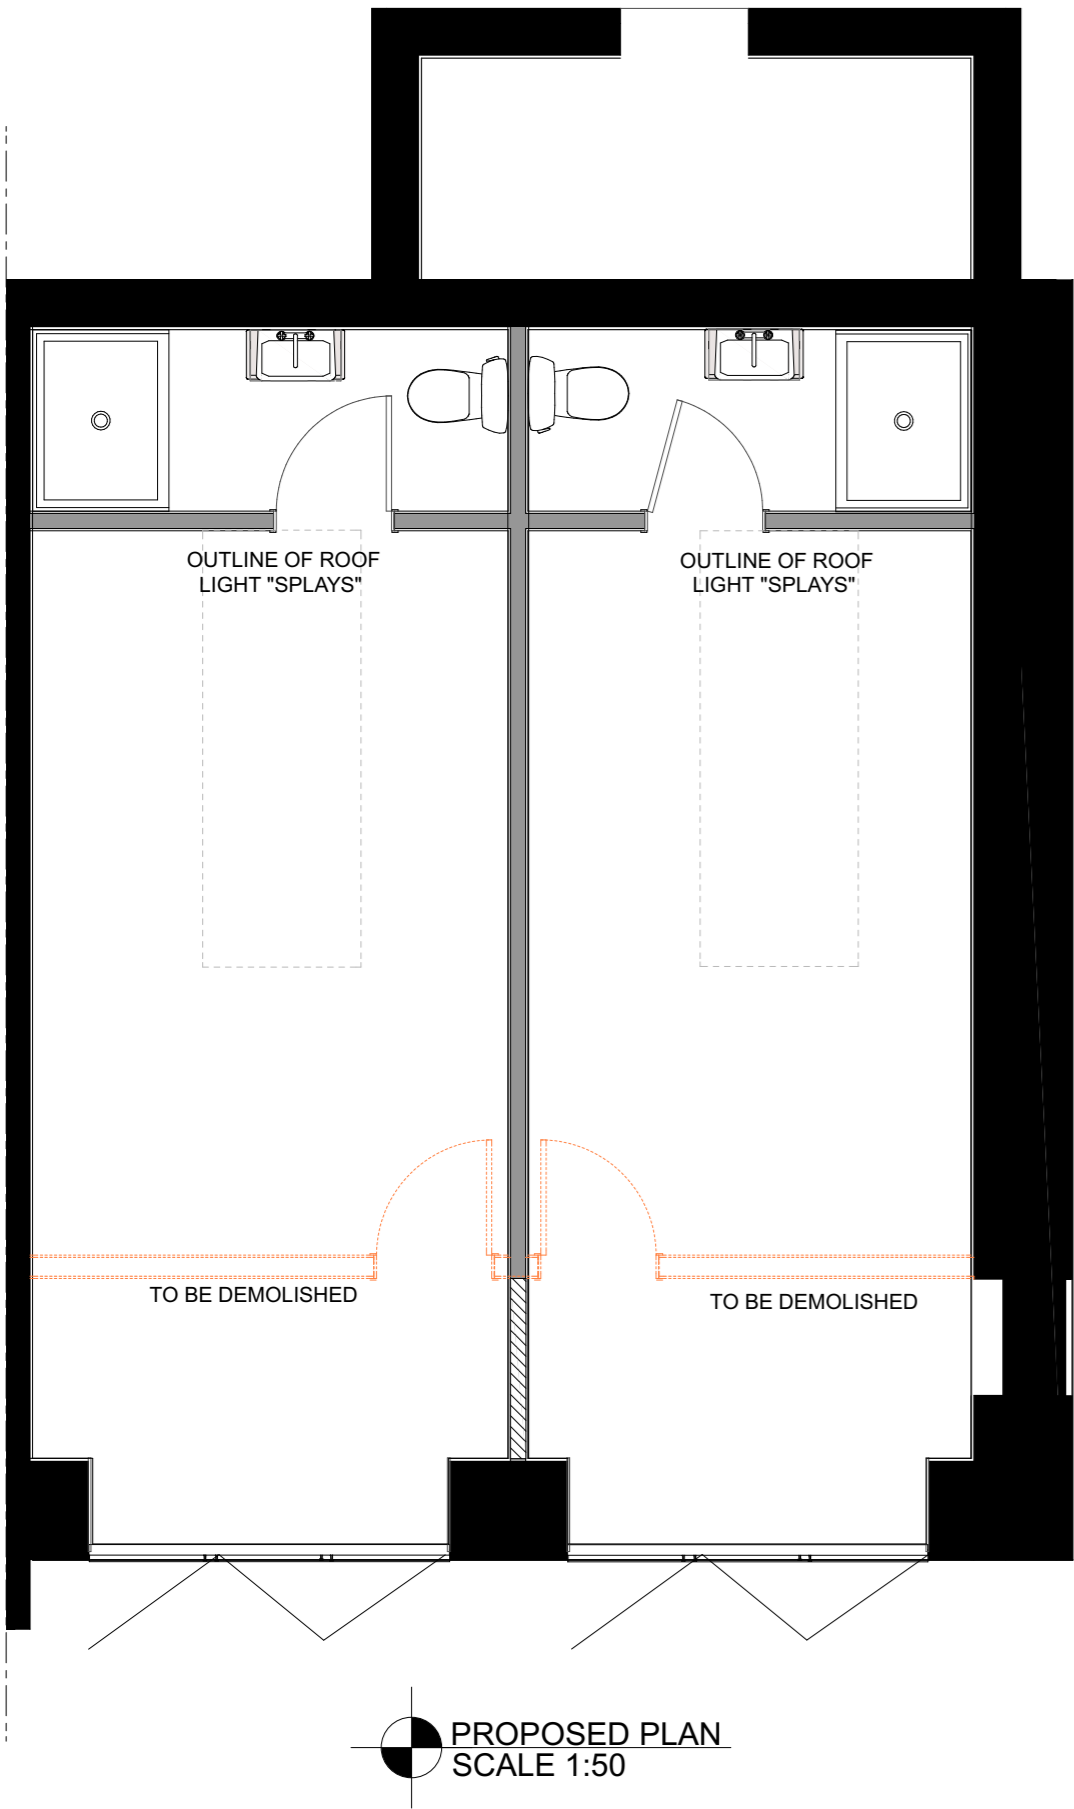 OUTLINE OF ROOF
LIGHT "SPLAYS"
OUTLINE OF ROOF
LIGHT "SPLAYS"
TO BE DEMOLISHED
TO BE DEMOLISHED
PROPOSED PLAN
SCALE 1:50